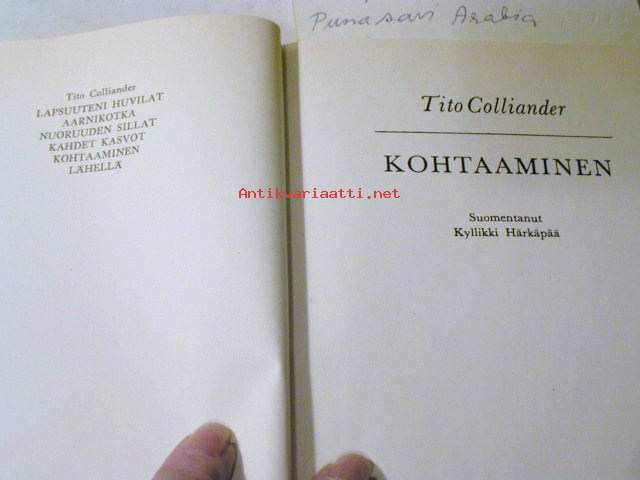 Punasavi Arabia
Tito Colliander
LAPSUUTENI HUVILAT
AARNIKOTKA
NUORUUDEN SILLAT
KAHDET KASVOT
KOHTAAMINEN
LÄHELLÄ
Tito Colliander
KOHTAAMINEN
Suomentanut
Kyllikki Härkäpää
Antikvariaatti.net